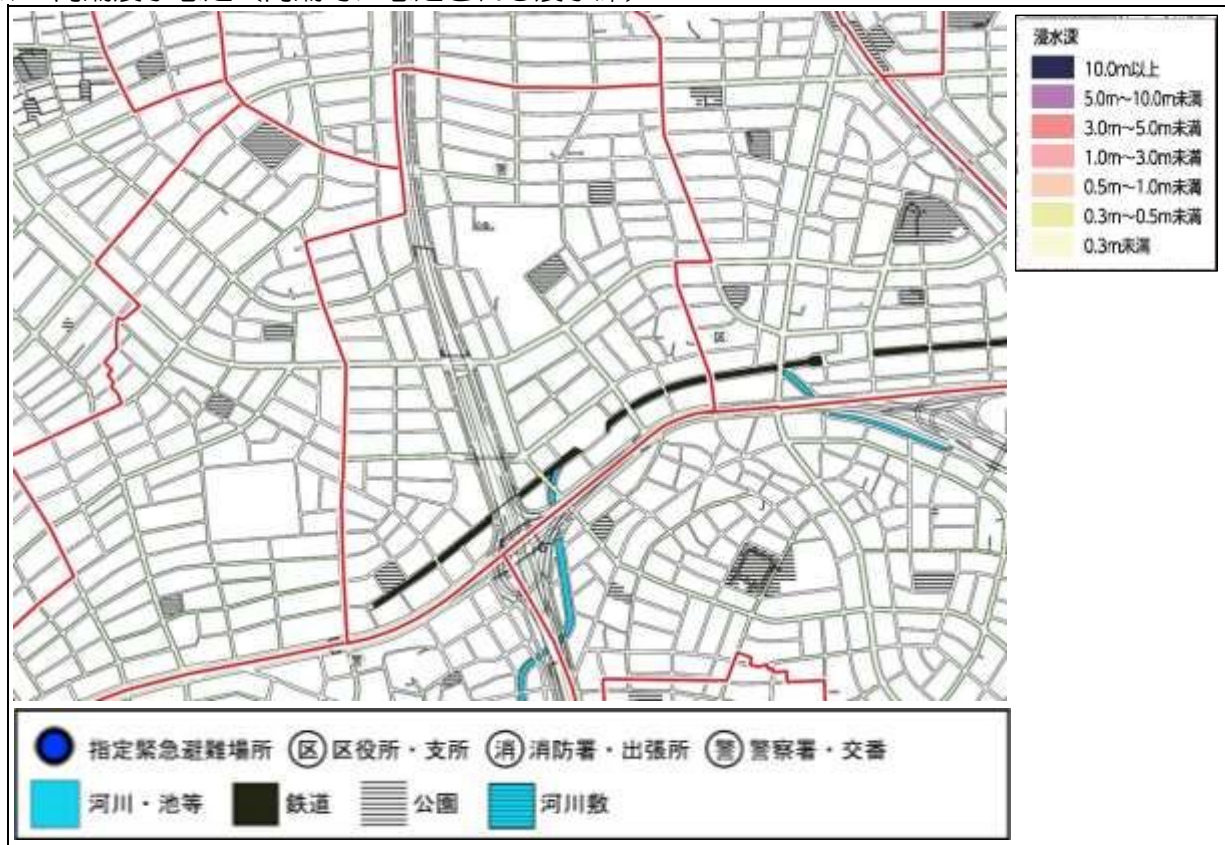 浸水深
10.0m以上
5.0m～10.0m未満
3.0m～5.0m未満
1.0m～3.0m未満
0.5m～1.0m未満
0.3m～0.5m未満
0.3m未満
区
指定緊急避難場所 区 区役所・支所 消 消防署・出張所 警 警察署・交番
河川・池等 鉄道 公園 河川敷